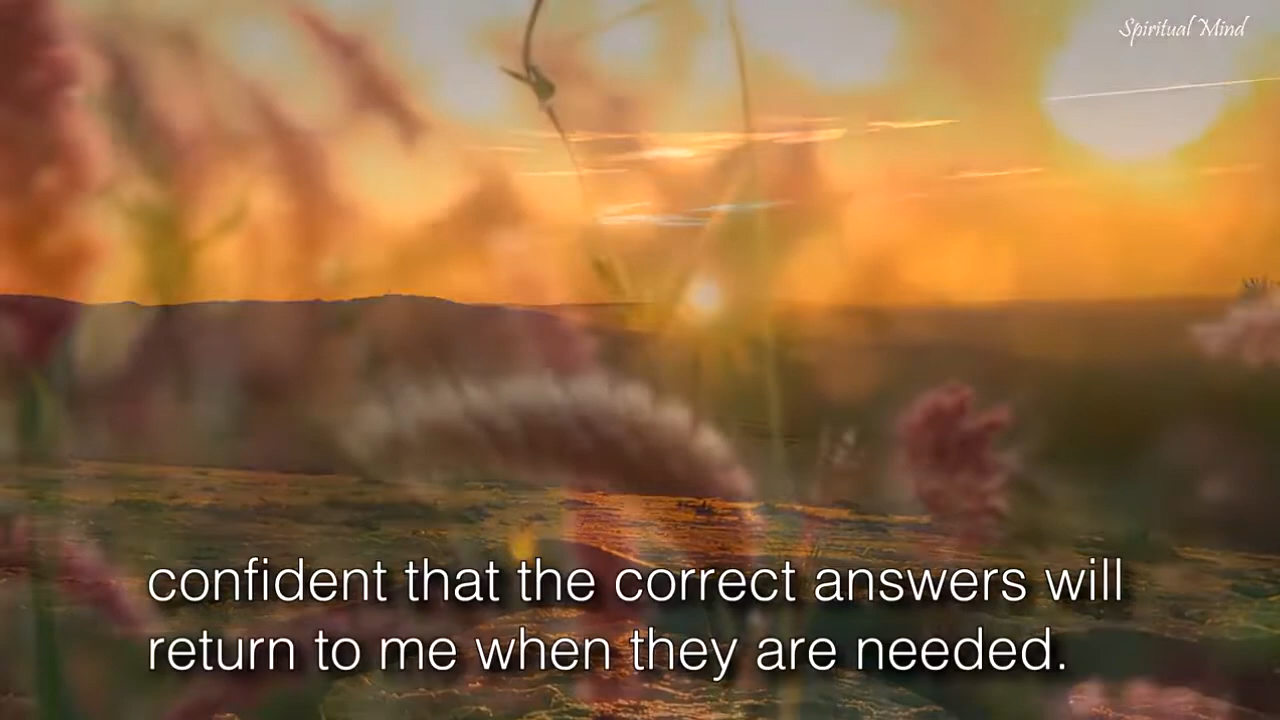 Spiritual Mind
confident that the correct answers will
return to me when they are needed.